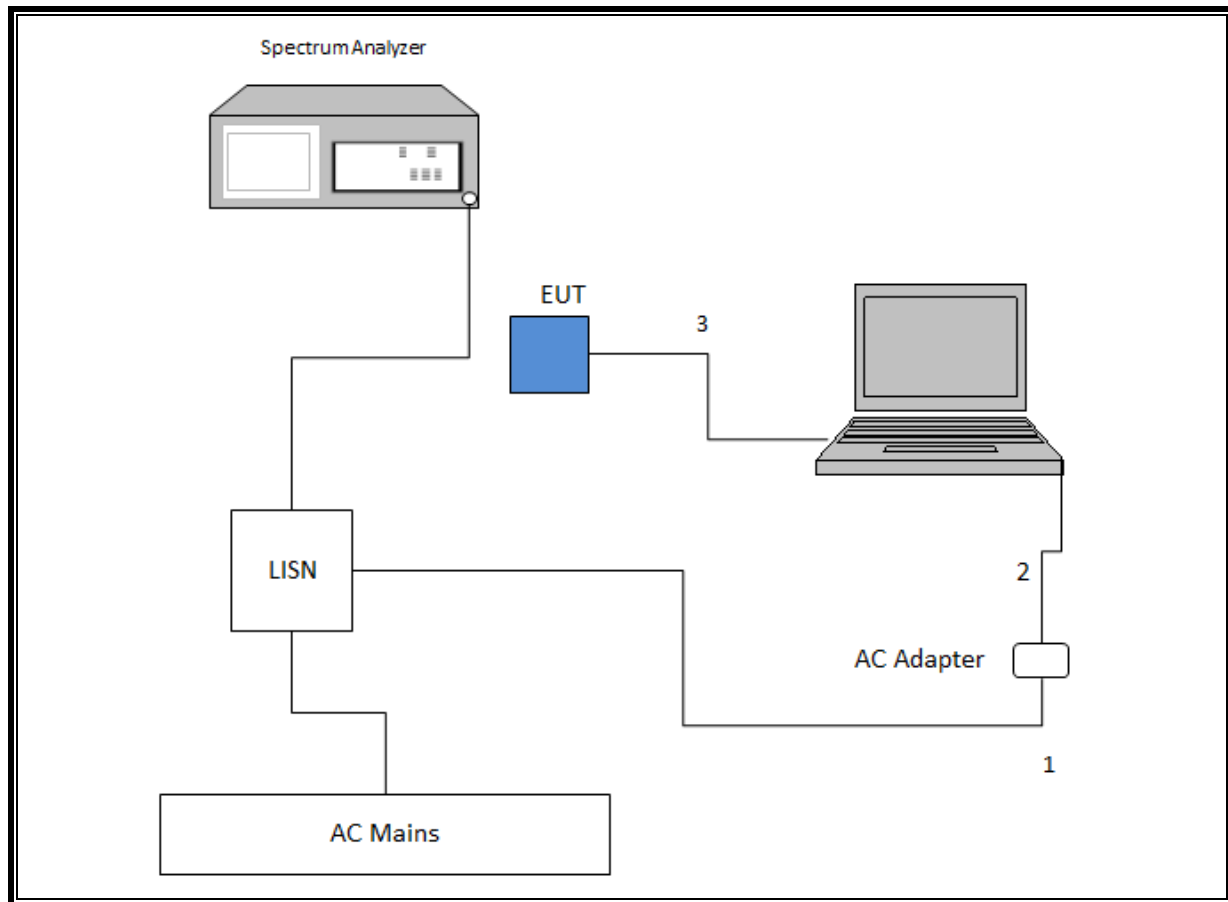 Spectrum Analyzer
EUT
3
LISN
2
AC Adapter
1
AC Mains